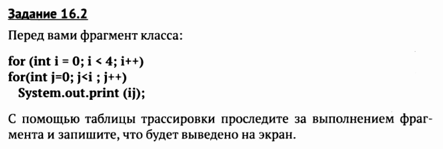 Задание 16.2
Перед вами фрагмент класса:
for (int i = 0; i < 4; i++)
for(int j=0; j<i ; j++)
System.out.print (ij);
С помощью таблицы трассировки проследите за выполнением фраг-
мента и запишите, что будет выведено на экран.